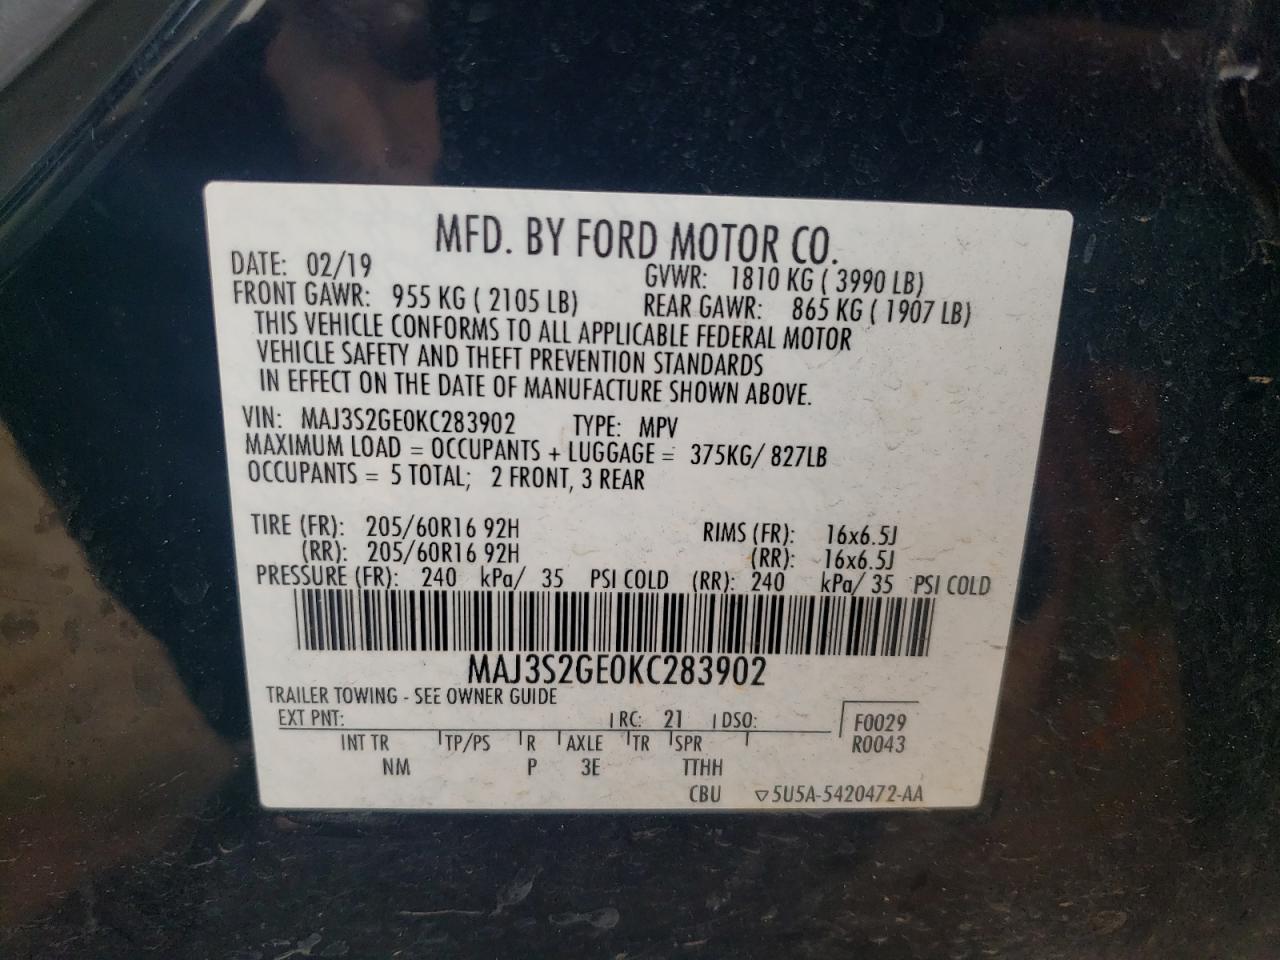 MFD. BY FORD MOTOR CO.
DATE: 02/19 GVWR: 1810 KG ( 3990 LB)
FRONT GAWR: 955 KG ( 2105 LB) REAR GAWR: 865 KG ( 1907 LB)
THIS VEHICLE CONFORMS TO ALL APPLICABLE FEDERAL MOTOR
VEHICLE SAFETY AND THEFT PREVENTION STANDARDS
IN EFFECT ON THE DATE OF MANUFACTURE SHOWN ABOVE.
VIN: MAJ3S2GE0KC283902 TYPE: MPV
MAXIMUM LOAD = OCCUPANTS + LUGGAGE = 375KG/ 827LB
OCCUPANTS = 5 TOTAL; 2 FRONT, 3 REAR
TIRE (FR): 205/60R16 92H RIMS (FR): 16x6.5J
(RR): 205/60R16 92H (RR): 16x6.5J
PRESSURE (FR): 240 kPa/ 35 PSI COLD (RR): 240 kPa/ 35 PSI COLD
MAJ3S2GE0KC283902
TRAILER TOWING - SEE OWNER GUIDE
EXT PNT: RC: 21 DSO: F0029
INT TR TP/PS R AXLE TR SPR R0043
NM P 3E TTHH
CBU ▽5U5A-5420472-AA